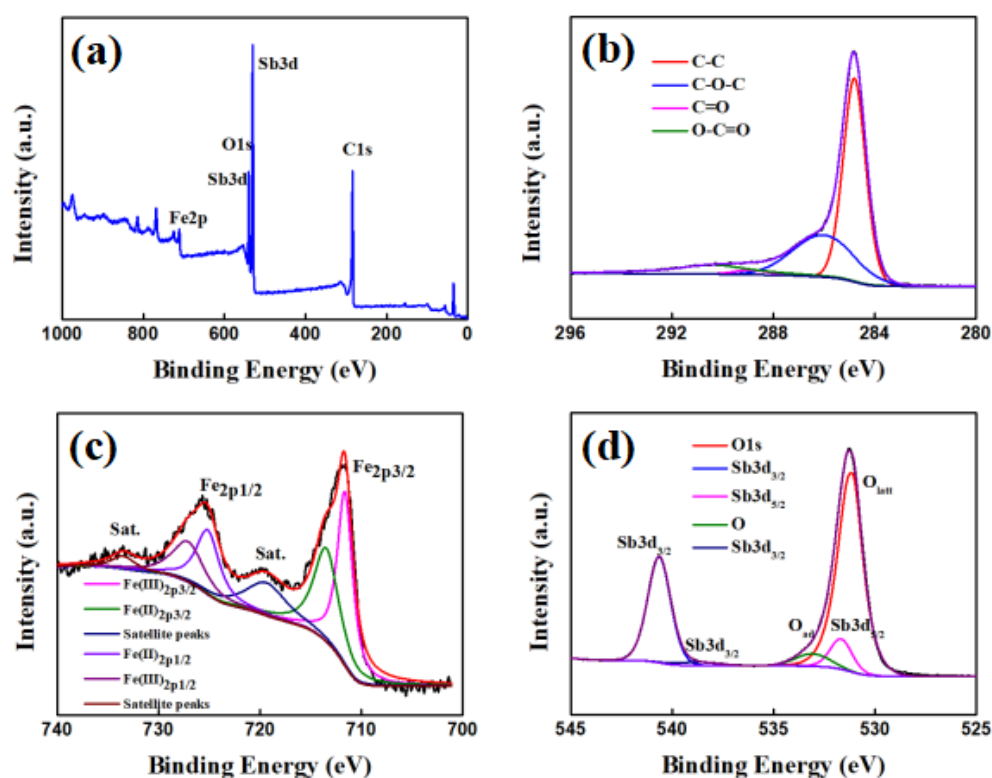 (a)
Sb3d
O1s
Sb3d
C1s
Fe2p
Intensity (a.u.)
1000 800 600 400 200 0
Binding Energy (eV)
(b)
C-C
C-O-C
C=O
O-C=O
Intensity (a.u.)
296 292 288 284 280
Binding Energy (eV)
(c)
Fe2p3/2
Fe2p1/2
Sat.
Sat.
Fe(III)2p3/2
Fe(II)2p3/2
Satellite peaks
Fe(II)2p1/2
Fe(III)2p1/2
Satellite peaks
Intensity (a.u.)
740 730 720 710 700
Binding Energy (eV)
(d)
O1s
Sb3d3/2
Sb3d5/2
O
Sb3d3/2
Olatt
Sb3d3/2
Sb3d3/2
Oad
Sb3d5/2
Intensity (a.u.)
545 540 535 530 525
Binding Energy (eV)